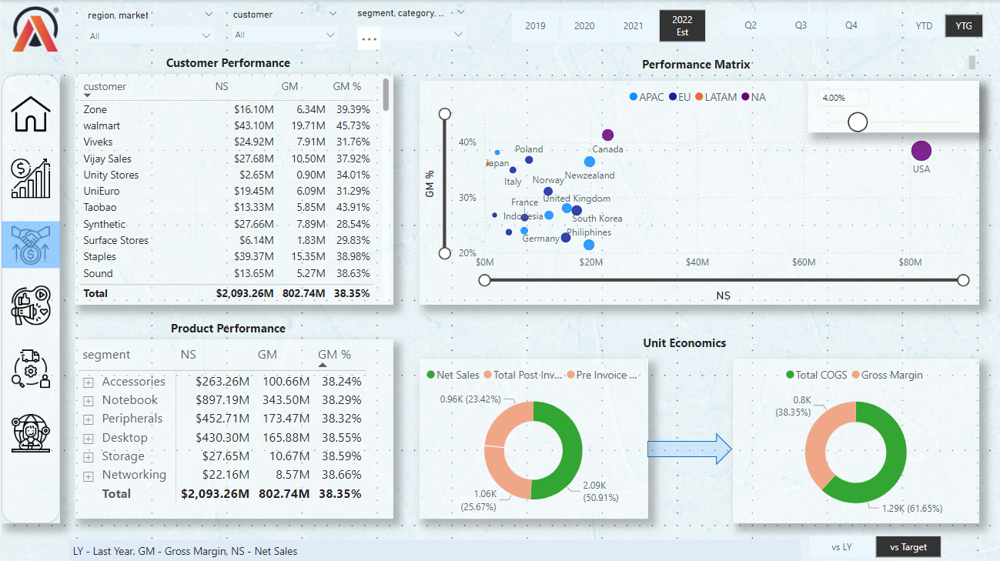 region, market
customer
segment, category, ...
All
All
...
2019
2020
2021
2022
Est
Q2
Q3
Q4
YTD
YTG
Customer Performance
customer NS GM GM %
Zone $16.10M 6.34M 39.39%
walmart $43.10M 19.71M 45.73%
Viveks $24.92M 7.91M 31.76%
Vijay Sales $27.68M 10.50M 37.92%
Unity Stores $2.65M 0.90M 34.01%
UniEuro $19.45M 6.09M 31.29%
Taobao $13.33M 5.85M 43.91%
Synthetic $27.66M 7.89M 28.54%
Surface Stores $6.14M 1.83M 29.83%
Staples $39.37M 15.35M 38.98%
Sound $13.65M 5.27M 38.63%
Total $2,093.26M 802.74M 38.35%
Performance Matrix
APAC EU LATAM NA
4.00%
GM %
40%
30%
20%
Poland
Canada
USA
Japan
Italy
Norway
Newzealand
France
United Kingdom
Indonesia
South Korea
Philiphines
Germany
$0M $20M $40M $60M $80M
NS
Product Performance
segment NS GM GM %
Accessories $263.26M 100.66M 38.24%
Notebook $897.19M 343.50M 38.29%
Peripherals $452.71M 173.47M 38.32%
Desktop $430.30M 165.88M 38.55%
Storage $27.65M 10.67M 38.59%
Networking $22.16M 8.57M 38.66%
Total $2,093.26M 802.74M 38.35%
Unit Economics
Net Sales Total Post Inv... Pre Invoice ...
0.96K (23.42%)
1.06K
(25.67%)
2.09K
(50.91%)
Total COGS Gross Margin
0.8K
(38.35%)
1.29K (61.65%)
LY - Last Year, GM - Gross Margin, NS - Net Sales
vs LY
vs Target